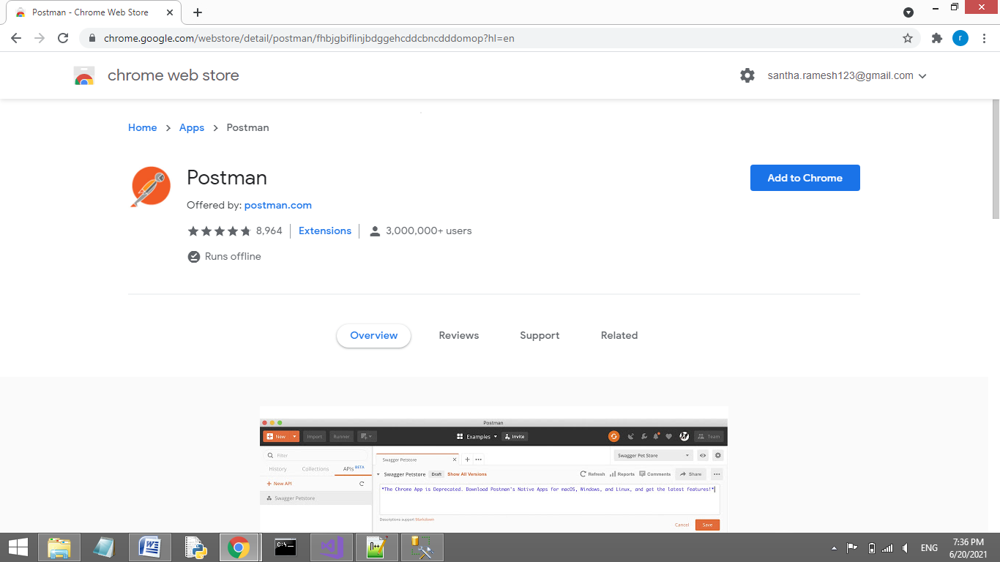 Postman - Chrome Web Store
chrome.google.com/webstore/detail/postman/fhbjgbiflinjbdggehcddcbncdddomop?hl=en
r
chrome web store
santha.ramesh123@gmail.com
Home > Apps > Postman
Postman
Add to Chrome
Offered by: postman.com
8,964
Extensions
3,000,000+ users
Runs offline
Overview Reviews Support Related
Postman
New Import Runner Examples Invite Team
Filter
Swagger Petstore
Swagger Pet Store
History Collections APIs BETA
Swagger Petstore Draft Show All Versions Refresh Reports Comments Share
+ New API
*The Chrome App is Deprecated. Download Postman's Native Apps for macOS, Windows, and Linux, and get the latest features!*
Swagger Petstore
Descriptions support Markdown
Cancel Save
C:\_
n++
ENG
7:36 PM
6/20/2021